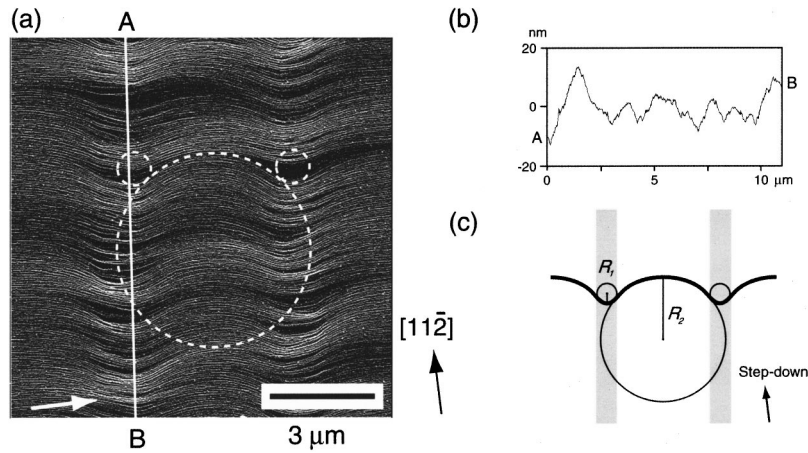 (a)
A
B
3 μm
[112̄]
(b)
nm
20
0
-20
A
B
0
5
10
μm
(c)
R₁
R₂
Step-down